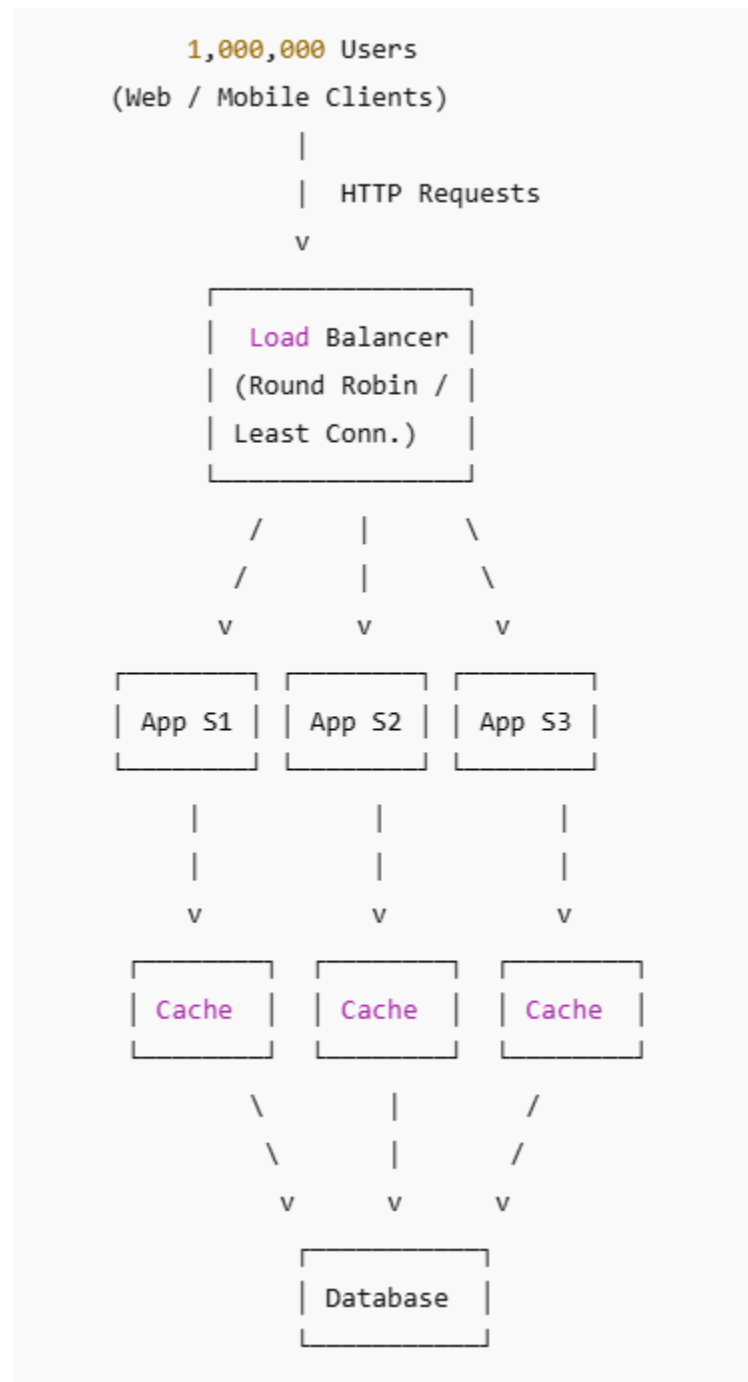 1,000,000 Users
(Web / Mobile Clients)
HTTP Requests
v
Load Balancer
(Round Robin /
Least Conn.)
v v v
App S1 App S2 App S3
v v v
Cache Cache Cache
v v v
Database